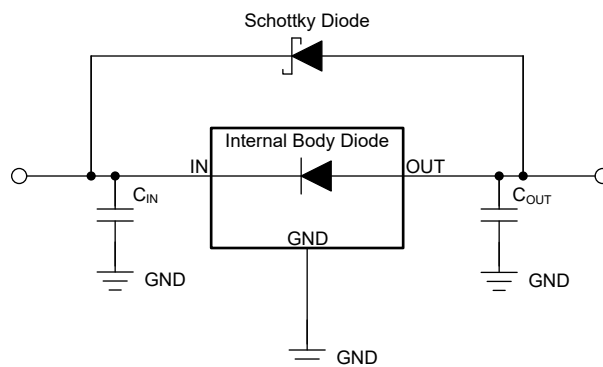 Schottky Diode
Internal Body Diode
IN
OUT
CIN
COUT
GND
GND
GND
GND